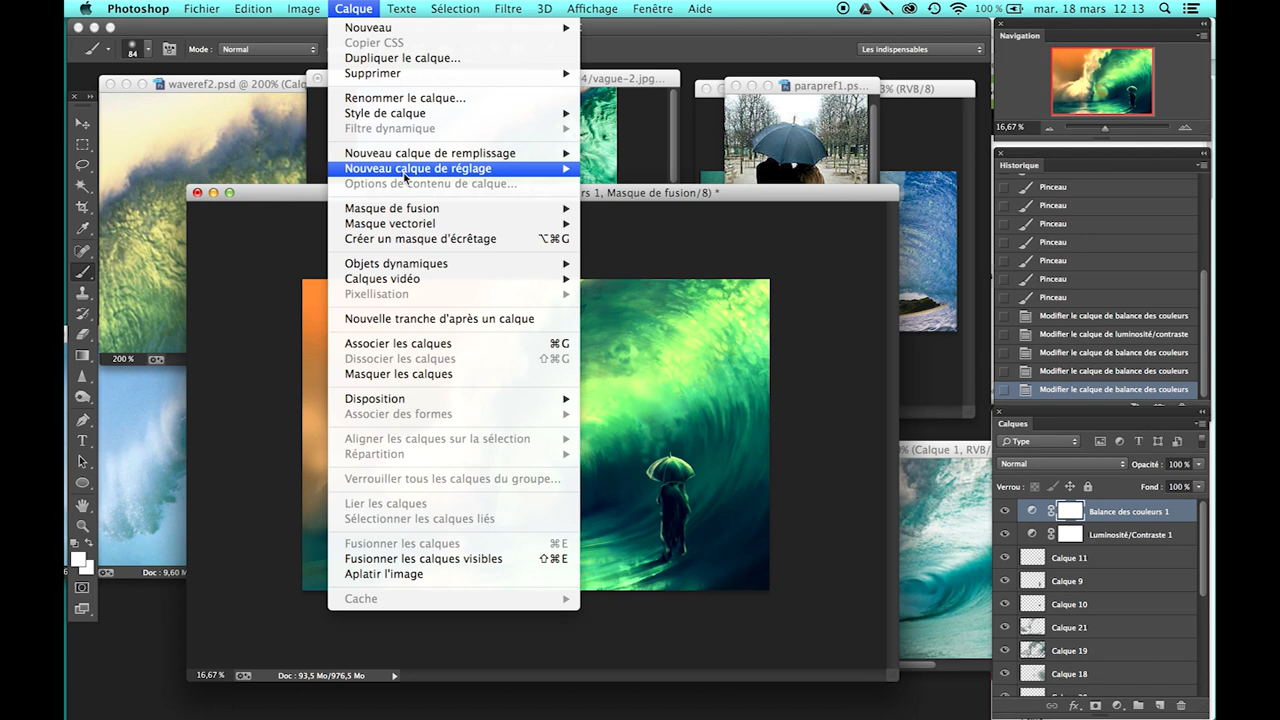 Photoshop Fichier Edition Image Calque Texte Sélection Filtre 3D Affichage Fenêtre Aide 100 % mar. 18 mars 12 13
84 Mode : Normal Les indispensables
waveref2.psd @ 200% (Calq
4/vague-2.jpg...
parapref1.ps...
3% (RVB/8)
200 %
Doc : 9,60 M
Nouveau
Copier CSS
Dupliquer le calque...
Supprimer
Renommer le calque...
Style de calque
Filtre dynamique
Nouveau calque de remplissage
Nouveau calque de réglage
Options de contenu de calque...
Masque de fusion
Masque vectoriel
Créer un masque d'écrêtage ⌥⌘G
Objets dynamiques
Calques vidéo
Pixellisation
Nouvelle tranche d'après un calque
Associer les calques ⌘G
Dissocier les calques ⇧⌘G
Masquer les calques
Disposition
Associer des formes
Aligner les calques sur la sélection
Répartition
Verrouiller tous les calques du groupe...
Lier les calques
Sélectionner les calques liés
Fusionner les calques ⌘E
Fusionner les calques visibles ⇧⌘E
Aplatir l'image
Cache
rs 1, Masque de fusion/8) *
16,67 % Doc : 93,5 Mo/976,5 Mo
% (Calque 1, RVB/
Navigation
16,67 %
Historique
Pinceau
Pinceau
Pinceau
Pinceau
Pinceau
Pinceau
Pinceau
Modifier le calque de balance des couleurs
Modifier le calque de luminosité/contraste
Modifier le calque de balance des couleurs
Modifier le calque de balance des couleurs
Modifier le calque de balance des couleurs
Calques
Type
Normal Opacité : 100 %
Verrou : Fond : 100 %
Balance des couleurs 1
Luminosité/Contraste 1
Calque 11
Calque 9
Calque 10
Calque 21
Calque 19
Calque 18